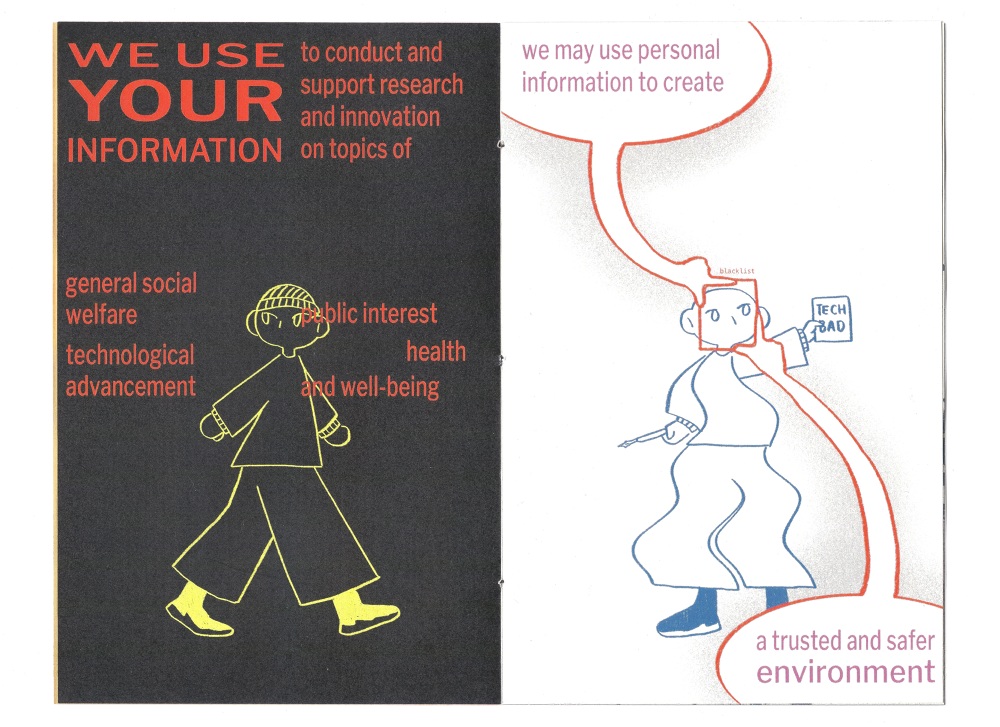 WE USE
YOUR
INFORMATION
to conduct and
support research
and innovation
on topics of
general social
welfare
public interest
technological
advancement
health
and well-being
we may use personal
information to create
blacklist
TECH
BAD
a trusted and safer
environment